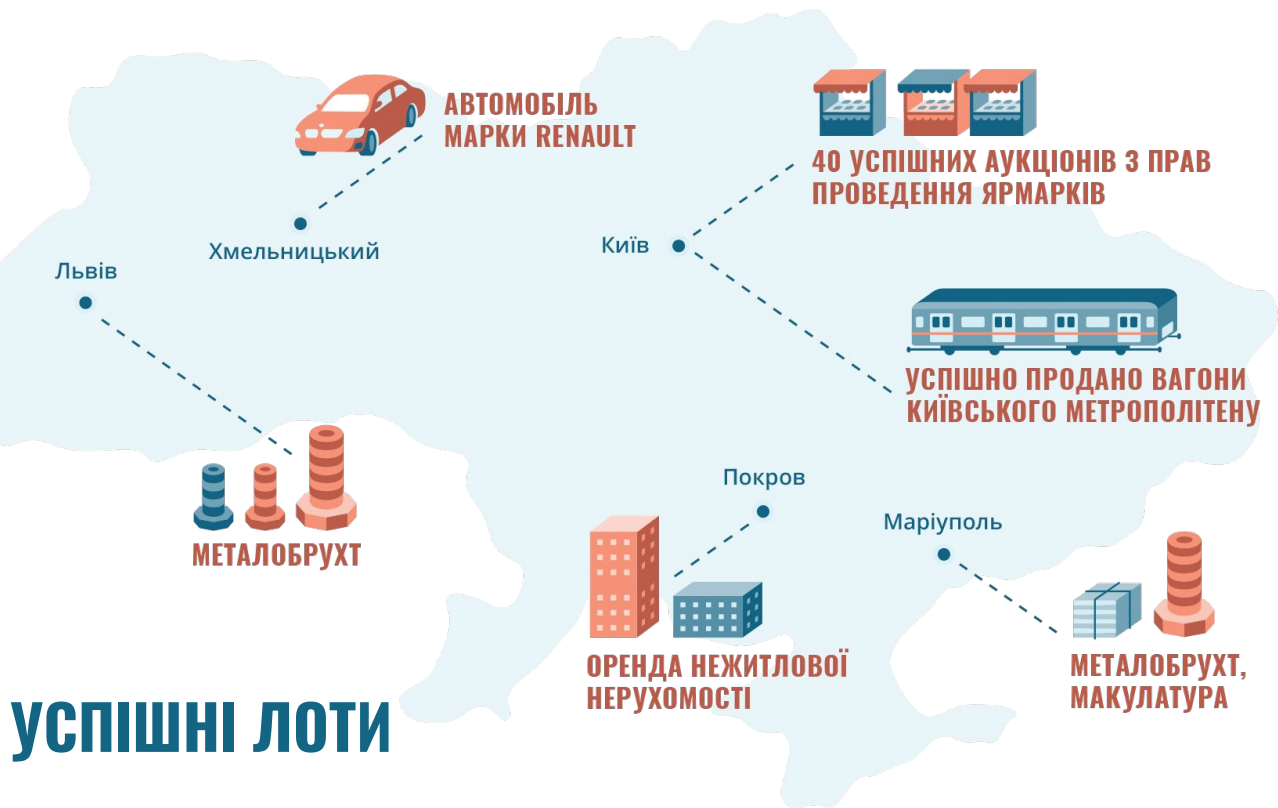 АВТОМОБІЛЬ
МАРКИ RENAULT
40 УСПІШНИХ АУКЦІОНІВ З ПРАВ
ПРОВЕДЕННЯ ЯРМАРКІВ
Хмельницький
Київ
Львів
УСПІШНО ПРОДАНО ВАГОНИ
КИЇВСЬКОГО МЕТРОПОЛІТЕНУ
Покров
Маріуполь
МЕТАЛОБРУХТ
ОРЕНДА НЕЖИТЛОВОЇ
НЕРУХОМОСТІ
МЕТАЛОБРУХТ,
МАКУЛАТУРА
УСПІШНІ ЛОТИ